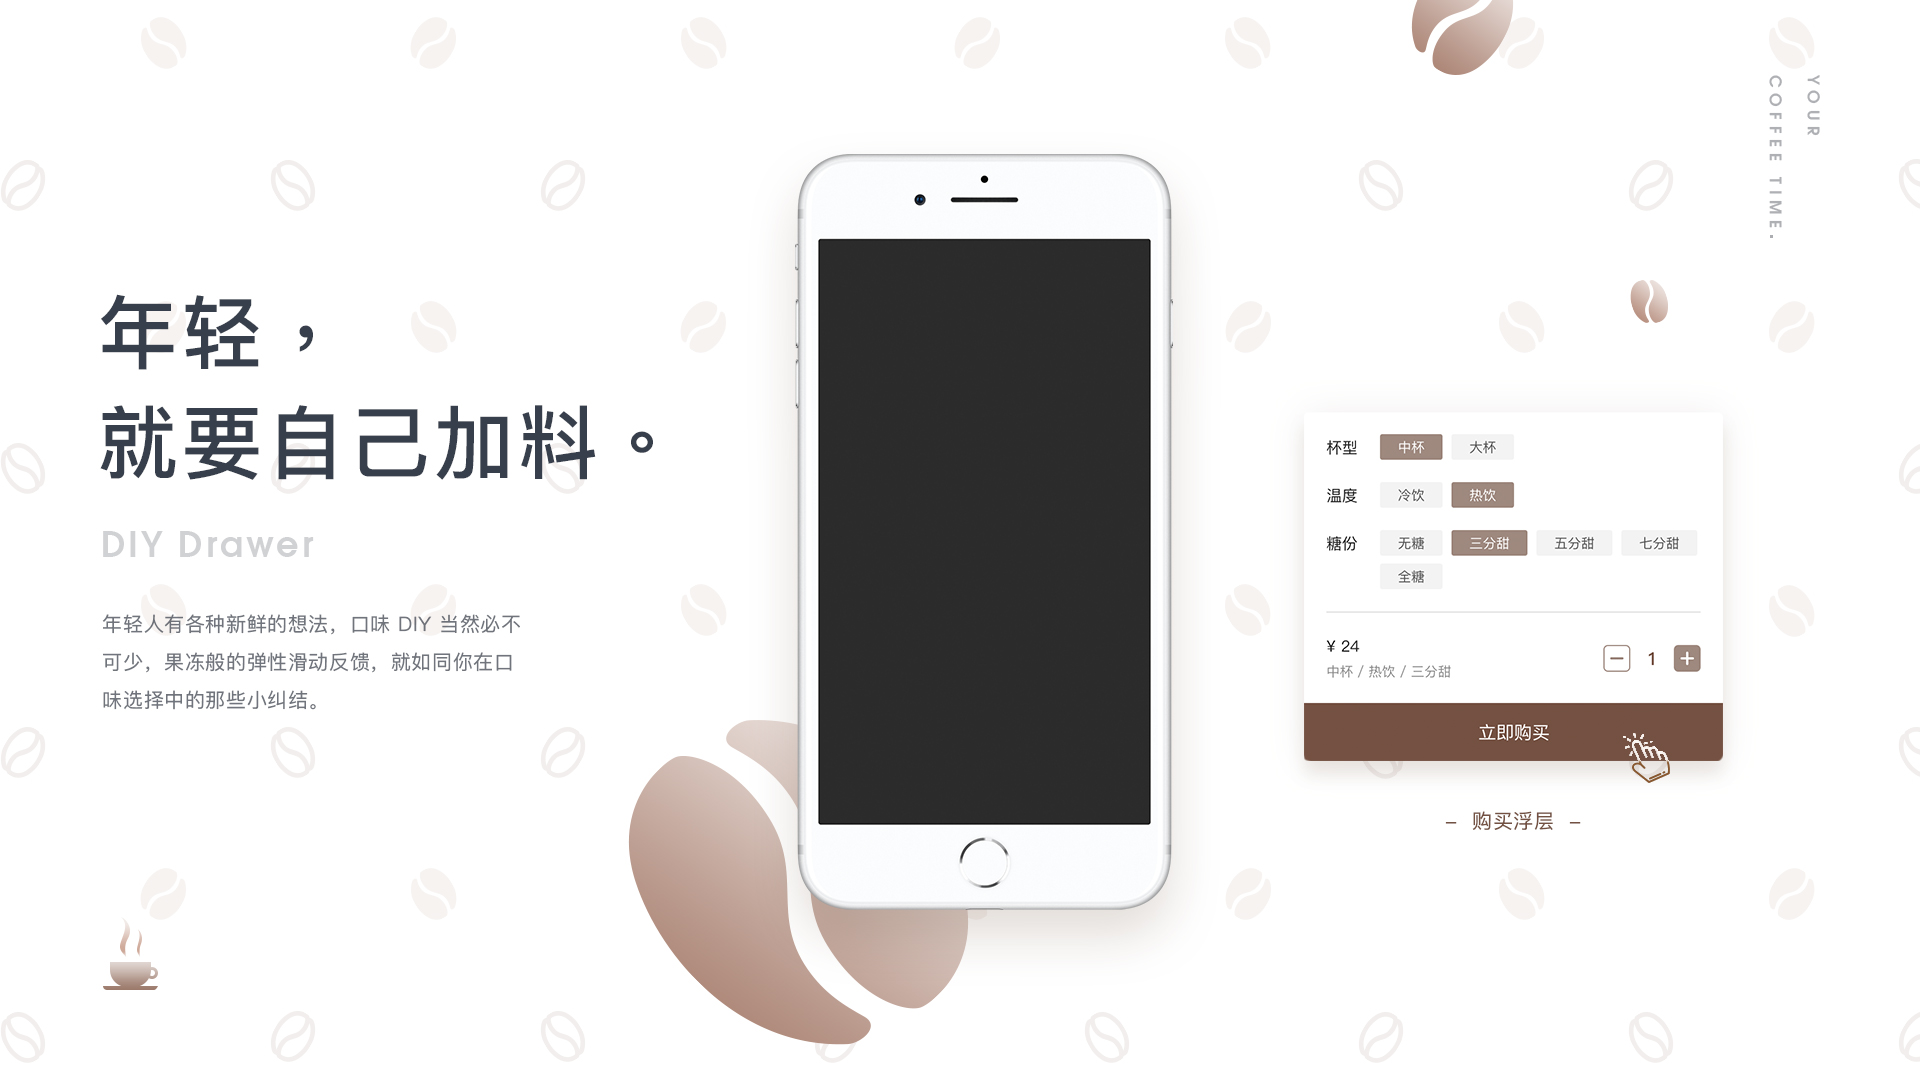 YOUR
COFFEE TIME.
年轻，
就要自己加料。
DIY Drawer
年轻人有各种新鲜的想法，口味 DIY 当然必不
可少，果冻般的弹性滑动反馈，就如同你在口
味选择中的那些小纠结。
杯型 中杯 大杯
温度 冷饮 热饮
糖份 无糖 三分甜 五分甜 七分甜
全糖
¥ 24
中杯 / 热饮 / 三分甜
1
立即购买
– 购买浮层 –